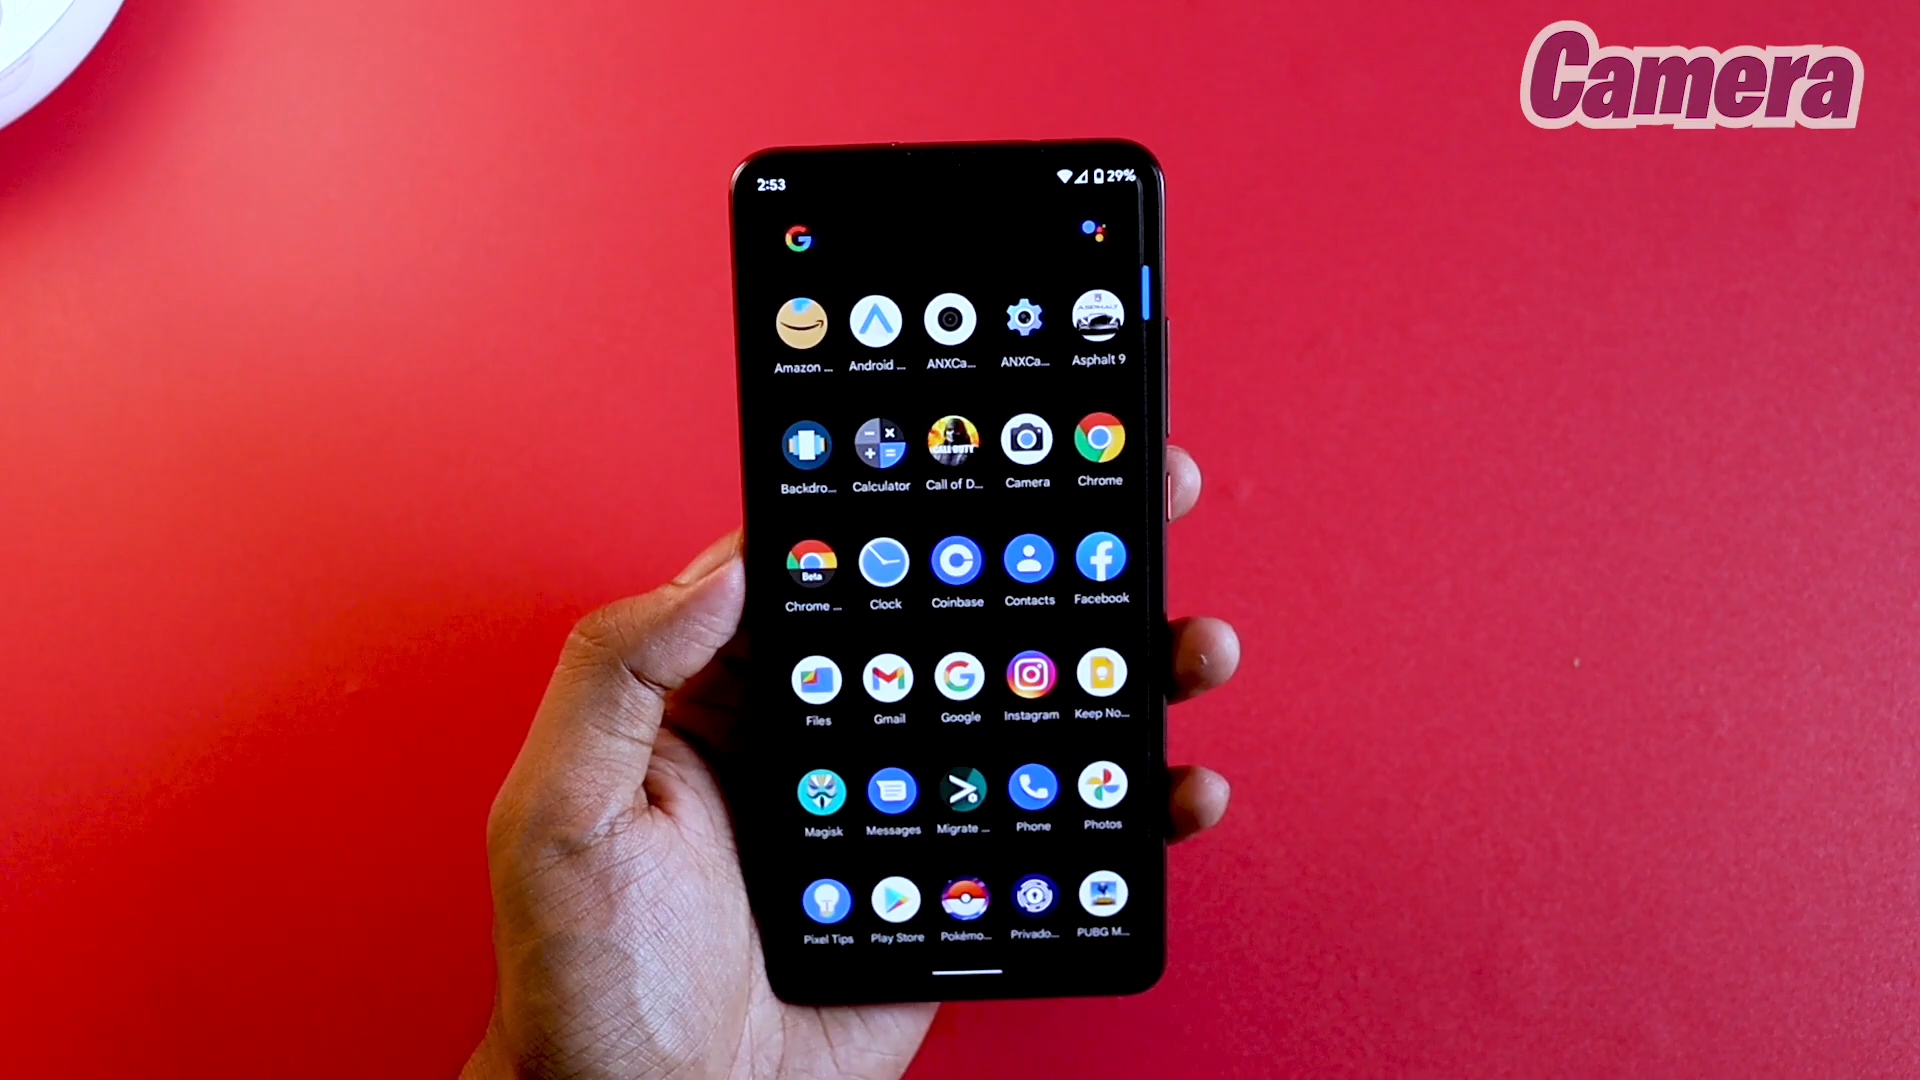 Camera
2:53
29%
Amazon ... Android ... ANXCa... ANXCa... Asphalt 9
Backdro... Calculator Call of D... Camera Chrome
Beta
Chrome ... Clock Coinbase Contacts Facebook
Files Gmail Google Instagram Keep No...
Magisk Messages Migrate ... Phone Photos
Pixel Tips Play Store Pokémo... Privado... PUBG M...